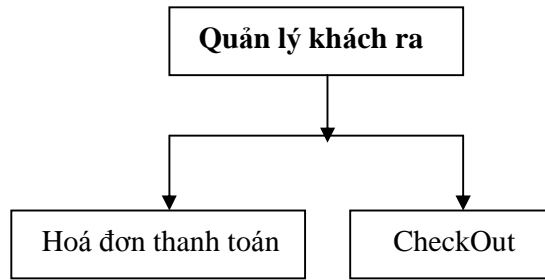 Quản lý khách ra
Hoá đơn thanh toán
CheckOut